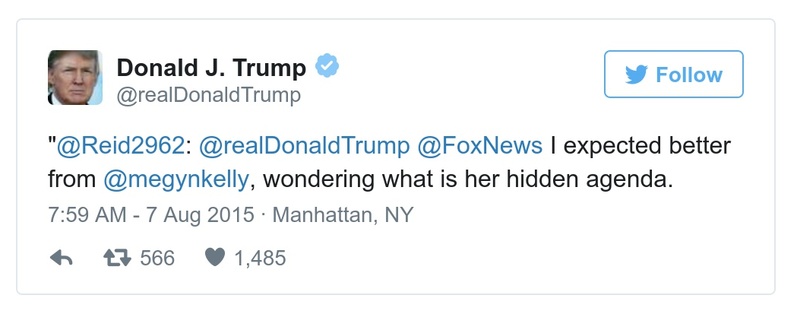 Donald J. Trump
@realDonaldTrump
Follow
"@Reid2962: @realDonaldTrump @FoxNews I expected better
from @megynkelly, wondering what is her hidden agenda.
7:59 AM - 7 Aug 2015 · Manhattan, NY
566 1,485